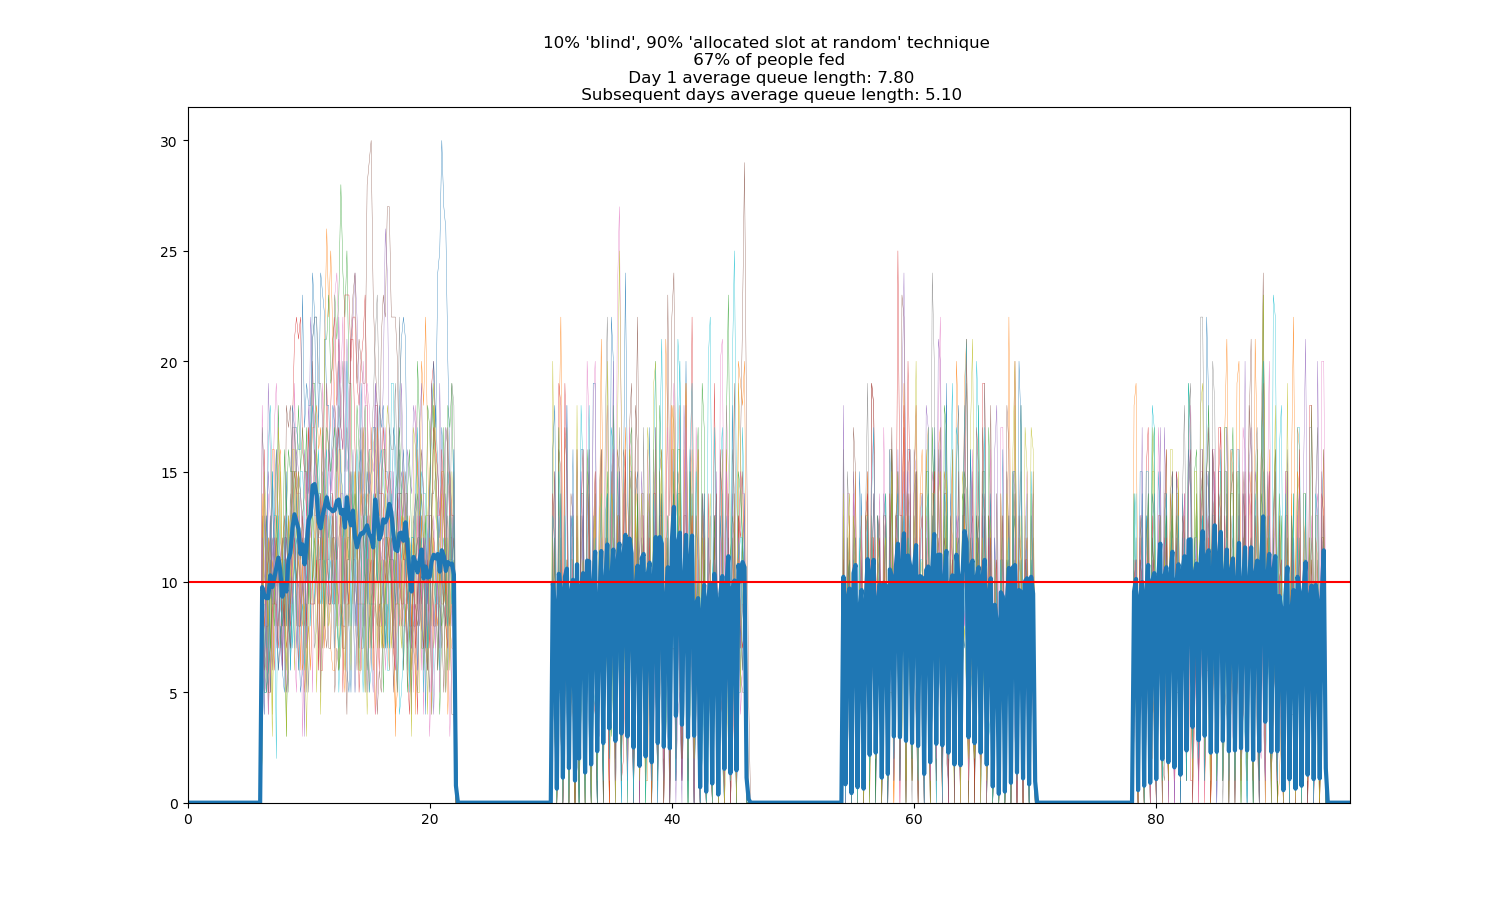 10% 'blind', 90% 'allocated slot at random' technique
67% of people fed
Day 1 average queue length: 7.80
Subsequent days average queue length: 5.10
30
25
20
15
10
5
0
0 20 40 60 80